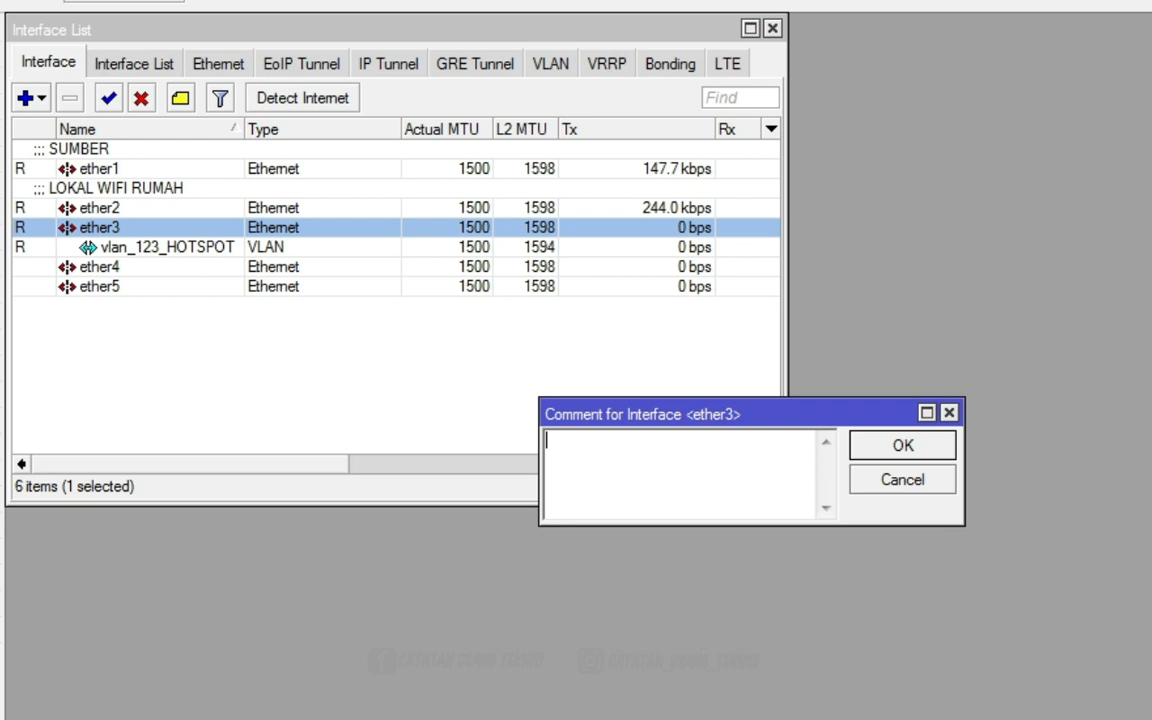 Interface List
Interface Interface List Ethernet EoIP Tunnel IP Tunnel GRE Tunnel VLAN VRRP Bonding LTE
Detect Internet Find
Name Type Actual MTU L2 MTU Tx Rx
;;; SUMBER
R ether1 Ethernet 1500 1598 147.7 kbps
;;; LOKAL WIFI RUMAH
R ether2 Ethernet 1500 1598 244.0 kbps
R ether3 Ethernet 1500 1598 0 bps
R vlan_123_HOTSPOT VLAN 1500 1594 0 bps
ether4 Ethernet 1500 1598 0 bps
ether5 Ethernet 1500 1598 0 bps
6 items (1 selected)
Comment for Interface <ether3>
OK
Cancel